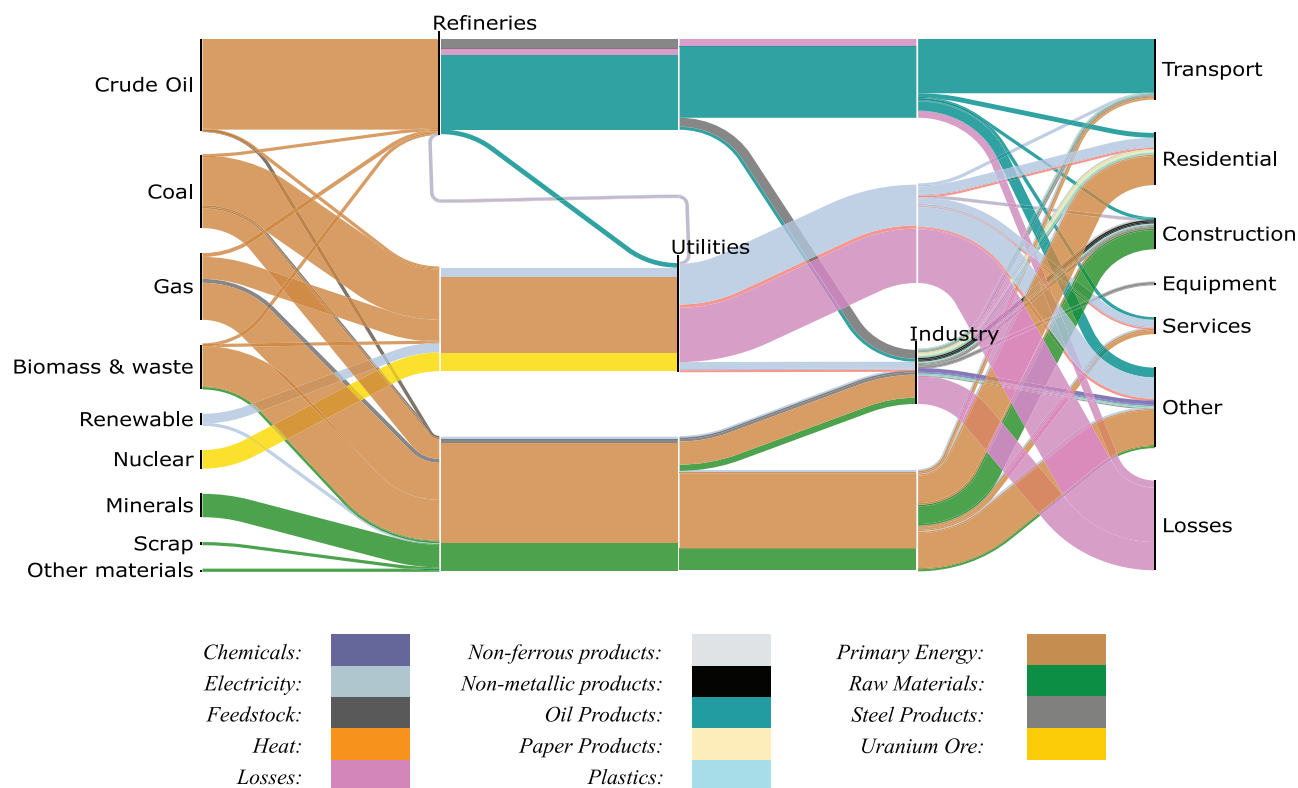 Refineries
Crude Oil
Transport
Residential
Coal
Construction
Utilities
Gas
Equipment
Industry
Services
Biomass & waste
Other
Renewable
Nuclear
Minerals
Losses
Scrap
Other materials
Chemicals: Non-ferrous products: Primary Energy:
Electricity: Non-metallic products: Raw Materials:
Feedstock: Oil Products: Steel Products:
Heat: Paper Products: Uranium Ore:
Losses: Plastics: